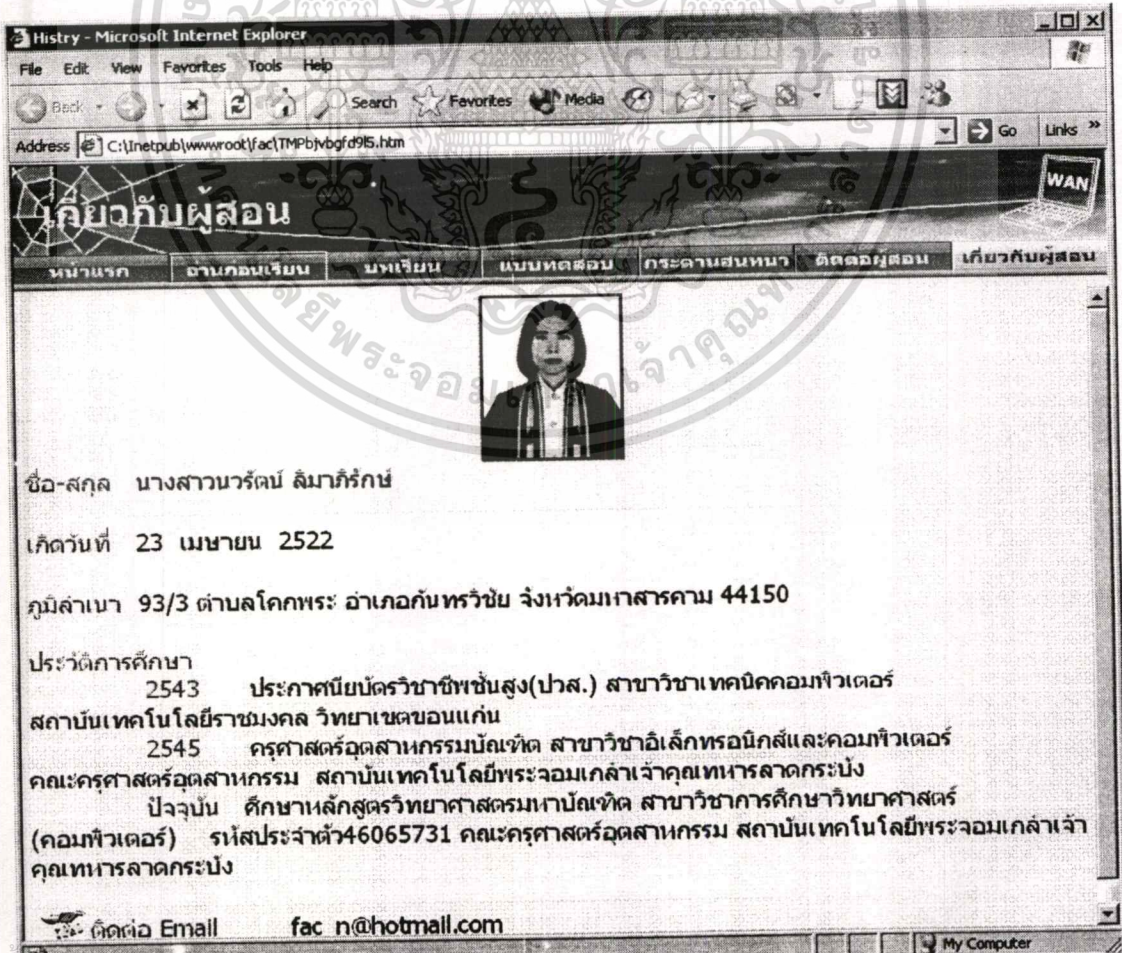 Histry - Microsoft Internet Explorer
File Edit View Favorites Tools Help
Back Search Favorites Media
Address C:\Inetpub\wwwroot\fac\TMPbjvbgfd9l5.htm Go Links »
WAN
เกี่ยวกับผู้สอน
หน้าแรก อ่านก่อนเรียน บทเรียน แบบทดสอบ กระดานสนทนา ติดต่อผู้สอน เกี่ยวกับผู้สอน
ชื่อ-สกุล นางสาวนวรัตน์ ลิมาภิรักษ์
เกิดวันที่ 23 เมษายน 2522
ภูมิลำเนา 93/3 ตำบลโคกพระ อำเภอกันทรวิชัย จังหวัดมหาสารคาม 44150
ประวัติการศึกษา
2543 ประกาศนียบัตรวิชาชีพชั้นสูง(ปวส.) สาขาวิชาเทคนิคคอมพิวเตอร์
สถาบันเทคโนโลยีราชมงคล วิทยาเขตขอนแก่น
2545 ครุศาสตร์อุตสาหกรรมบัณฑิต สาขาวิชาอิเล็กทรอนิกส์และคอมพิวเตอร์
คณะครุศาสตร์อุตสาหกรรม สถาบันเทคโนโลยีพระจอมเกล้าเจ้าคุณทหารลาดกระบัง
ปัจจุบัน ศึกษาหลักสูตรวิทยาศาสตรมหาบัณฑิต สาขาวิชาการศึกษาวิทยาศาสตร์
(คอมพิวเตอร์) รหัสประจำตัว46065731 คณะครุศาสตร์อุตสาหกรรม สถาบันเทคโนโลยีพระจอมเกล้าเจ้า
คุณทหารลาดกระบัง
ติดต่อ Email fac_n@hotmail.com
My Computer